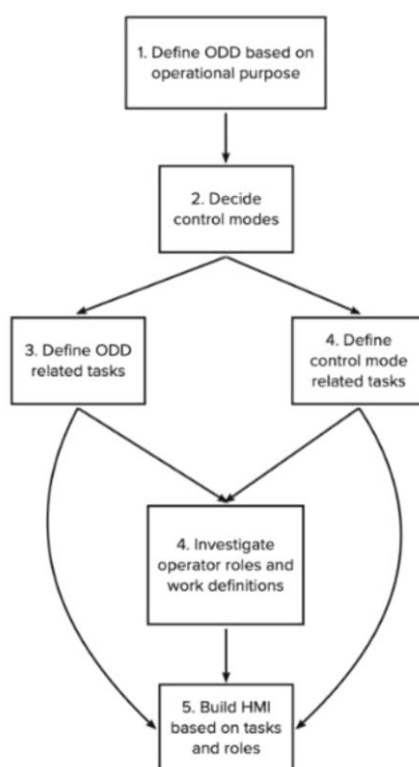 1. Define ODD based on
operational purpose
2. Decide
control modes
3. Define ODD
related tasks
4. Define
control mode
related tasks
4. Investigate
operator roles and
work definitions
5. Build HMI
based on tasks
and roles